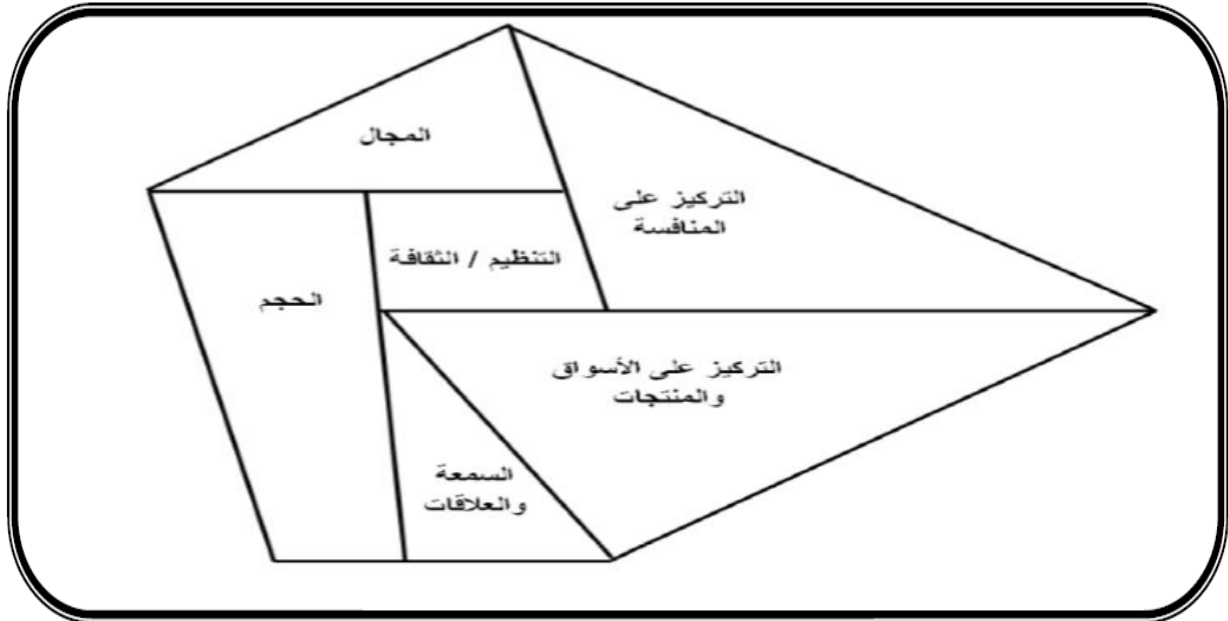 المجال
التركيز على
المنافسة
التنظيم / الثقافة
الحجم
التركيز على الأسواق
والمنتجات
السمعة
والعلاقات